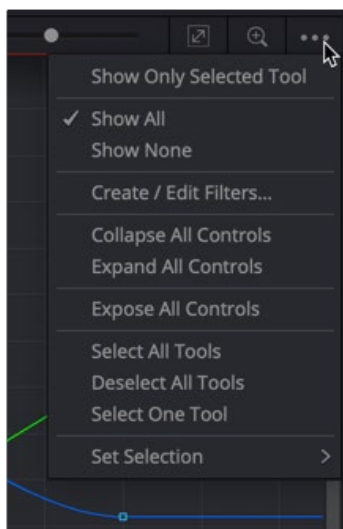 Show Only Selected Tool
Show All
Show None
Create / Edit Filters...
Collapse All Controls
Expand All Controls
Expose All Controls
Select All Tools
Deselect All Tools
Select One Tool
Set Selection